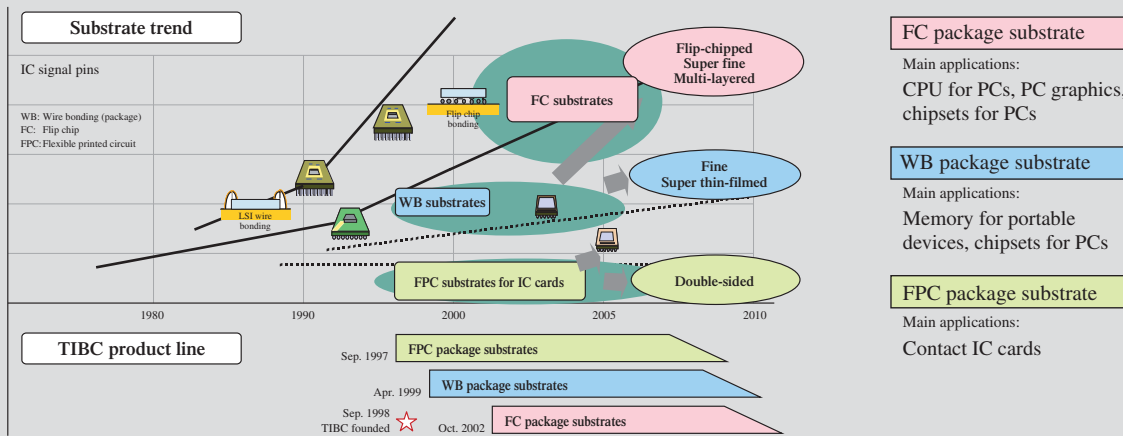 Substrate trend
IC signal pins
WB: Wire bonding (package)
FC: Flip chip
FPC: Flexible printed circuit
LSI wire
bonding
Flip chip
bonding
FC substrates
Flip-chipped
Super fine
Multi-layered
WB substrates
Fine
Super thin-filmed
FPC substrates for IC cards
Double-sided
1980
1990
2000
2005
2010
TIBC product line
Sep. 1997
FPC package substrates
Apr. 1999
WB package substrates
Sep. 1998
TIBC founded
Oct. 2002
FC package substrates
FC package substrate
Main applications:
CPU for PCs, PC graphics,
chipsets for PCs
WB package substrate
Main applications:
Memory for portable
devices, chipsets for PCs
FPC package substrate
Main applications:
Contact IC cards